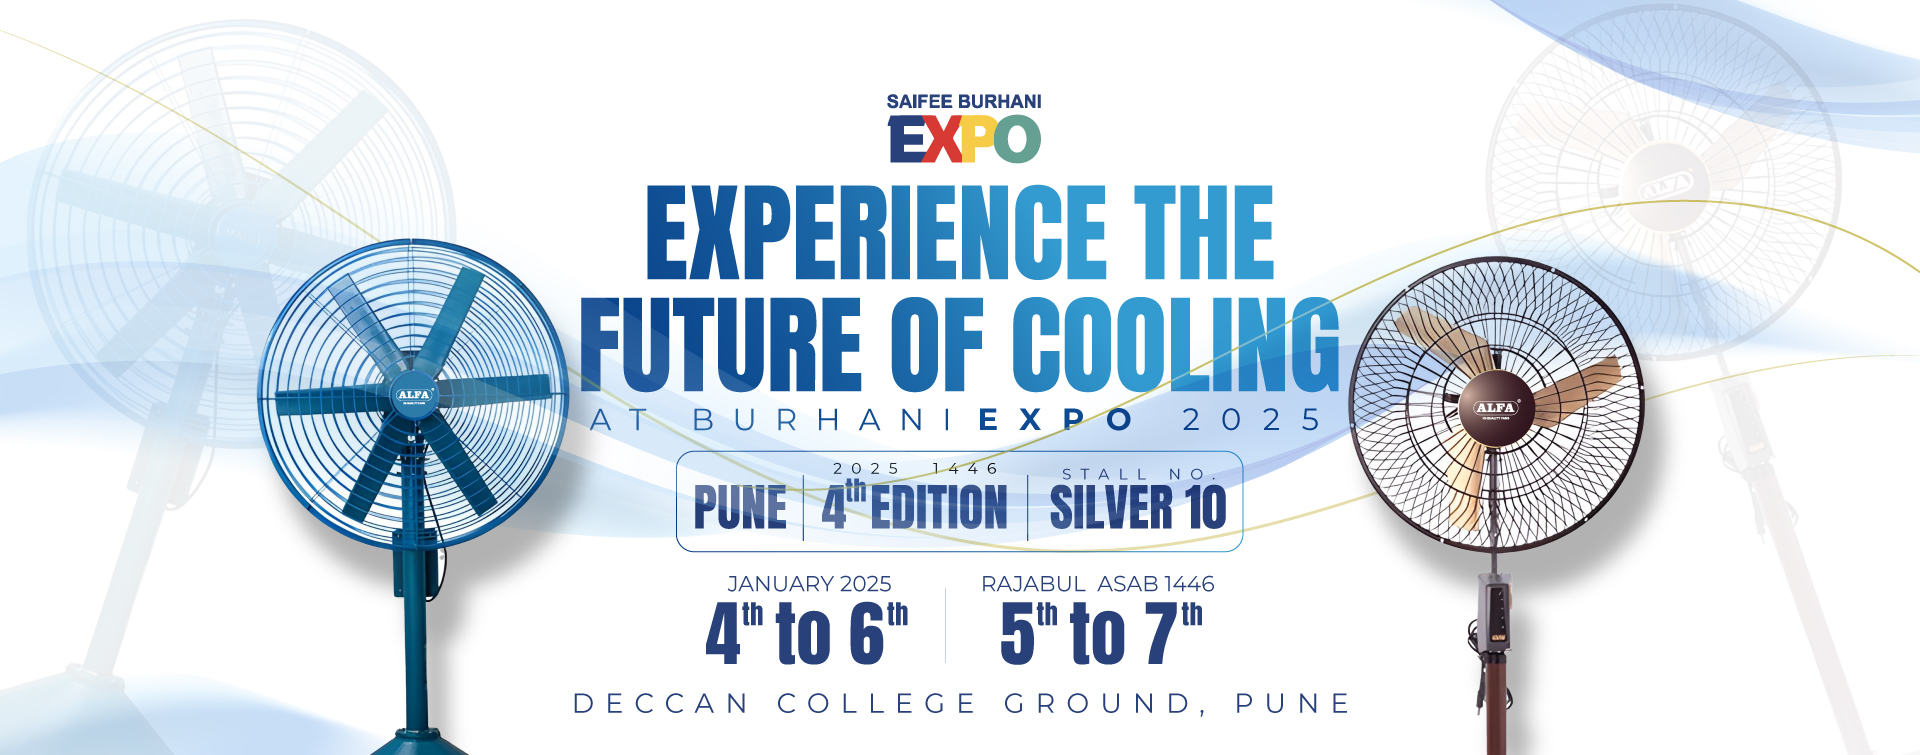 SAIFEE BURHANI
EXPO
EXPERIENCE THE
FUTURE OF COOLING
AT BURHANI EXPO 2025
PUNE
2025 1446
4th EDITION
STALL NO.
SILVER 10
JANUARY 2025
4th to 6th
RAJABUL ASAB 1446
5th to 7th
DECCAN COLLEGE GROUND, PUNE
ALFA
ALFA